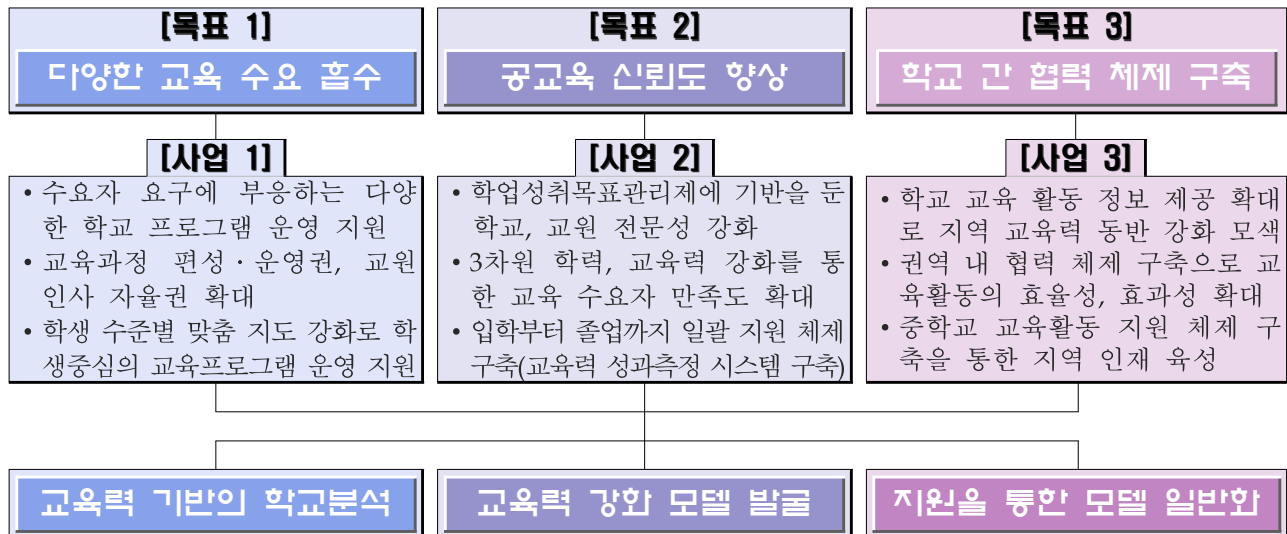 [목표 1]
다양한 교육 수요 흡수
[목표 2]
공교육 신뢰도 향상
[목표 3]
학교 간 협력 체제 구축
[사업 1]
• 수요자 요구에 부응하는 다양
한 학교 프로그램 운영 지원
• 교육과정 편성·운영권, 교원
인사 자율권 확대
• 학생 수준별 맞춤 지도 강화로 학
생중심의 교육프로그램 운영 지원
[사업 2]
• 학업성취목표관리제에 기반을 둔
학교, 교원 전문성 강화
• 3차원 학력, 교육력 강화를 통
한 교육 수요자 만족도 확대
• 입학부터 졸업까지 일괄 지원 체제
구축(교육력 성과측정 시스템 구축)
[사업 3]
• 학교 교육 활동 정보 제공 확대
로 지역 교육력 동반 강화 모색
• 권역 내 협력 체제 구축으로 교
육활동의 효율성, 효과성 확대
• 중학교 교육활동 지원 체제 구
축을 통한 지역 인재 육성
교육력 기반의 학교분석
교육력 강화 모델 발굴
지원을 통한 모델 일반화